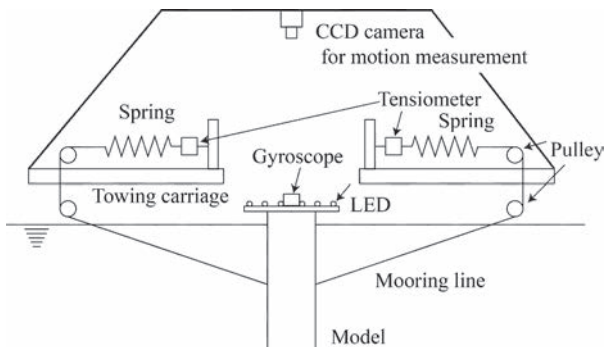 CCD camera
for motion measurement
Tensiometer
Spring
Spring
Gyroscope
Pulley
Towing carriage
LED
Mooring line
Model